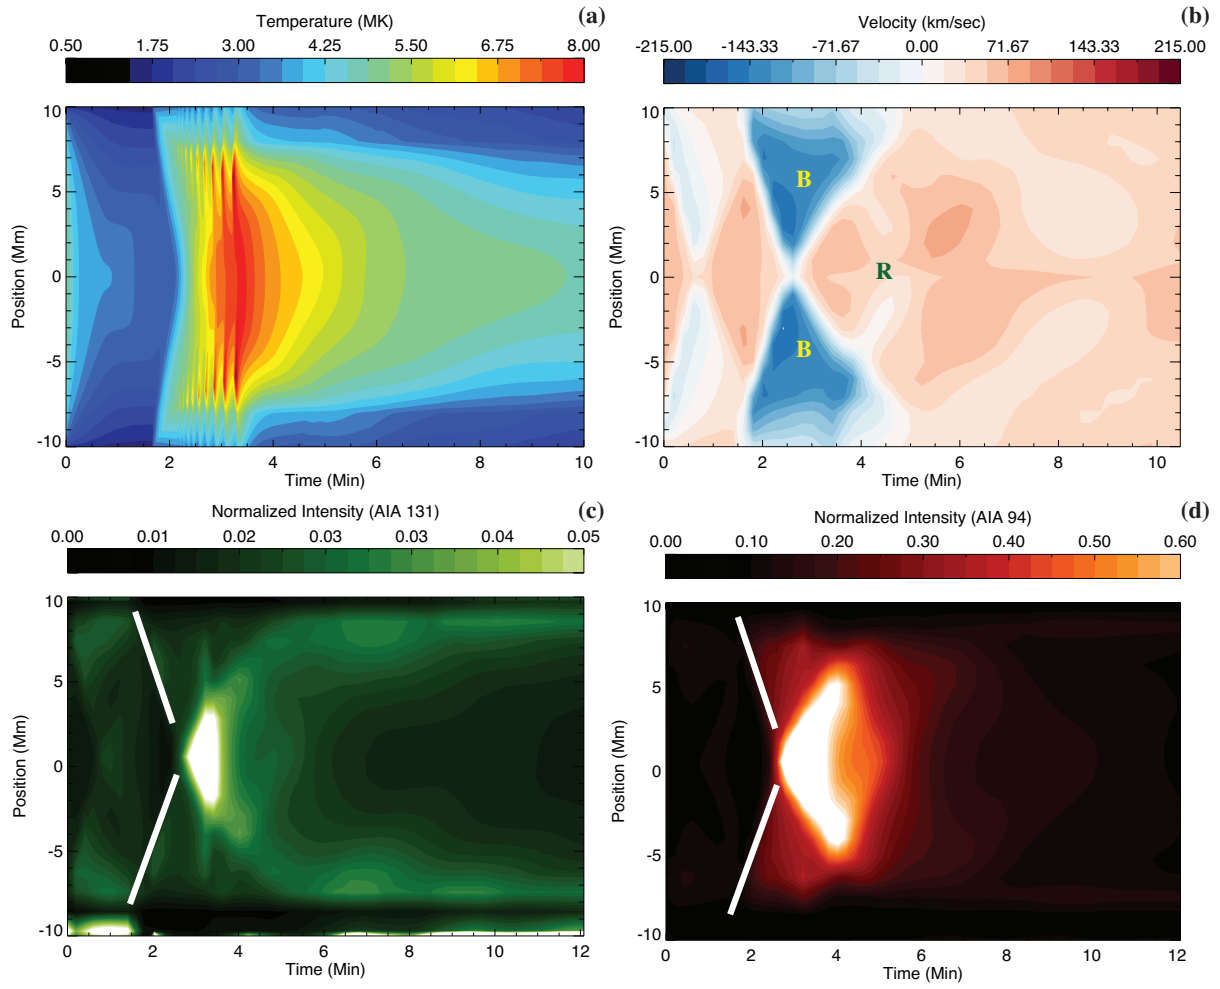 Temperature (MK) (a)
0.50 1.75 3.00 4.25 5.50 6.75 8.00
10
5
0
-5
-10
Position (Mm)
0 2 4 6 8 10
Time (Min)
Velocity (km/sec) (b)
-215.00 -143.33 -71.67 0.00 71.67 143.33 215.00
10
5
0
-5
-10
Position (Mm)
B
R
B
0 2 4 6 8 10
Time (Min)
Normalized Intensity (AIA 131) (c)
0.00 0.01 0.02 0.03 0.03 0.04 0.05
10
5
0
-5
-10
Position (Mm)
0 2 4 6 8 10 12
Time (Min)
Normalized Intensity (AIA 94) (d)
0.00 0.10 0.20 0.30 0.40 0.50 0.60
10
5
0
-5
-10
Position (Mm)
0 2 4 6 8 10 12
Time (Min)